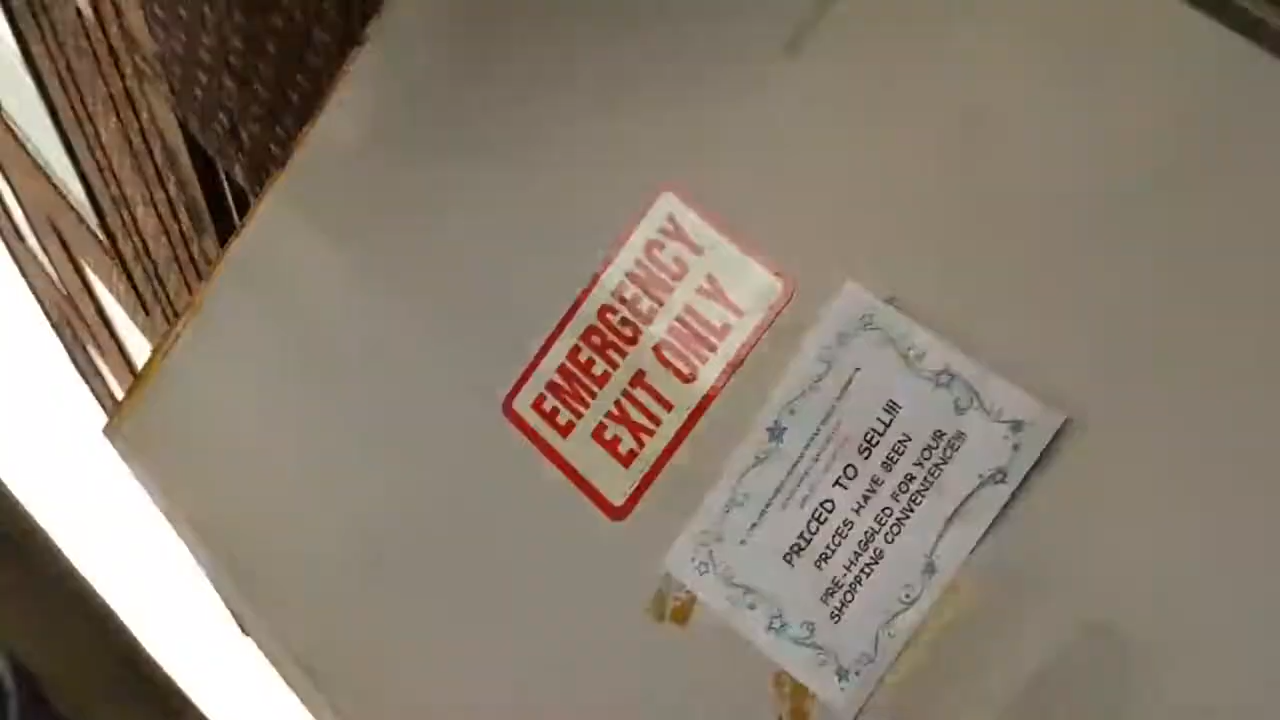 EMERGENCY
EXIT ONLY
PRICED TO SELL!!!
PRICES HAVE BEEN
PRE-HAGGLED FOR YOUR
SHOPPING CONVENIENCE!!!